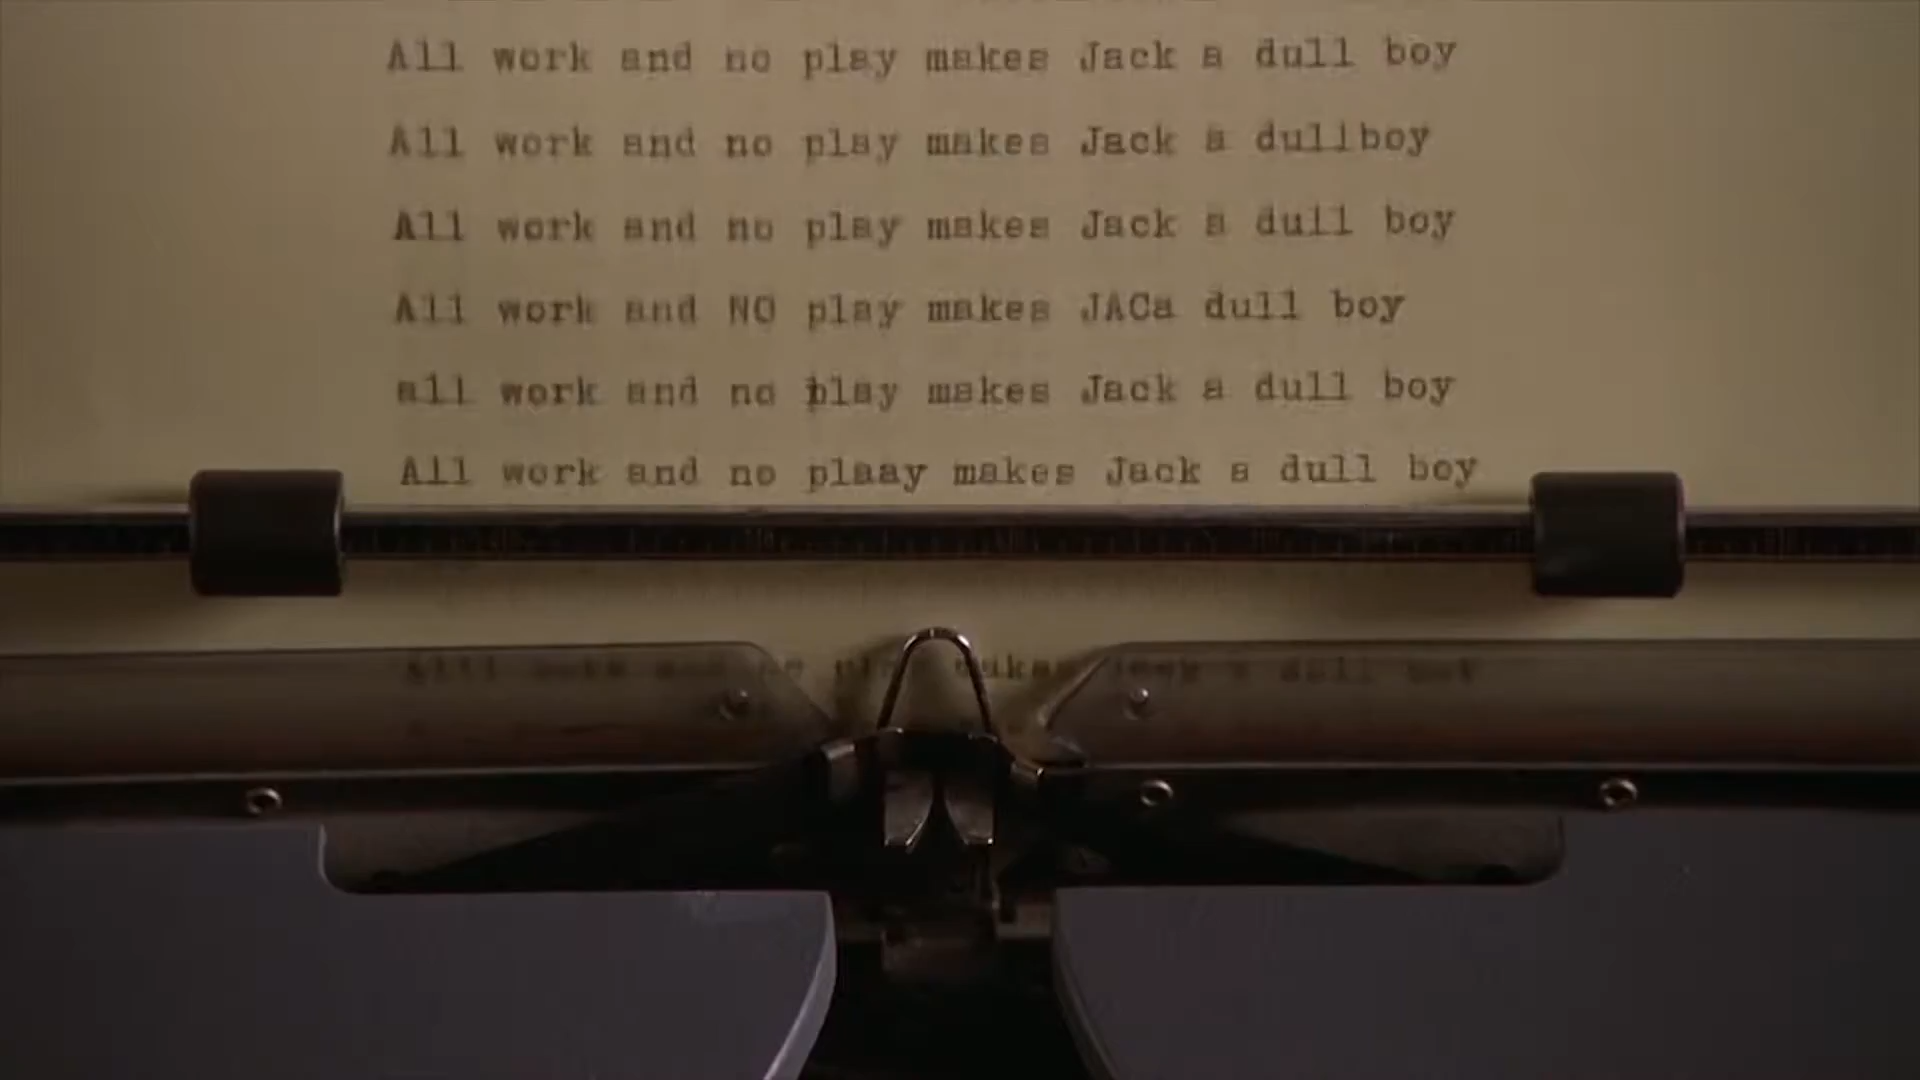 All work and no play makes Jack a dull boy
All work and no play makes Jack a dullboy
All work and no play makes Jack a dull boy
All work and NO play makes JACa dull boy
all work and no play makes Jack a dull boy
All work and no plaay makes Jack a dull boy